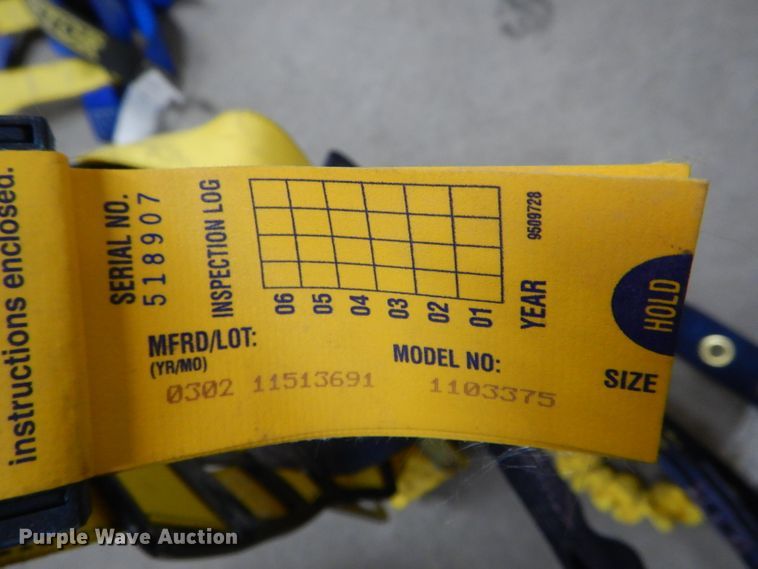 instructions enclosed.
SERIAL NO.
518907
INSPECTION LOG
06
05
04
03
02
01
YEAR
9509728
HOLD
MFRD/LOT:
(YR/MO)
0302 11513691
MODEL NO:
1103375
SIZE
Purple Wave Auction